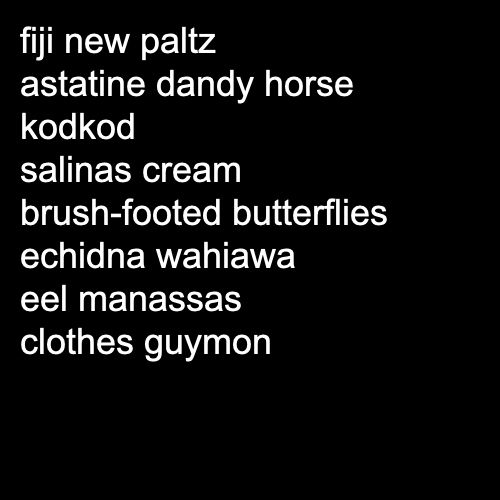 fiji new paltz
astatine dandy horse
kodkod
salinas cream
brush-footed butterflies
echidna wahiawa
eel manassas
clothes guymon